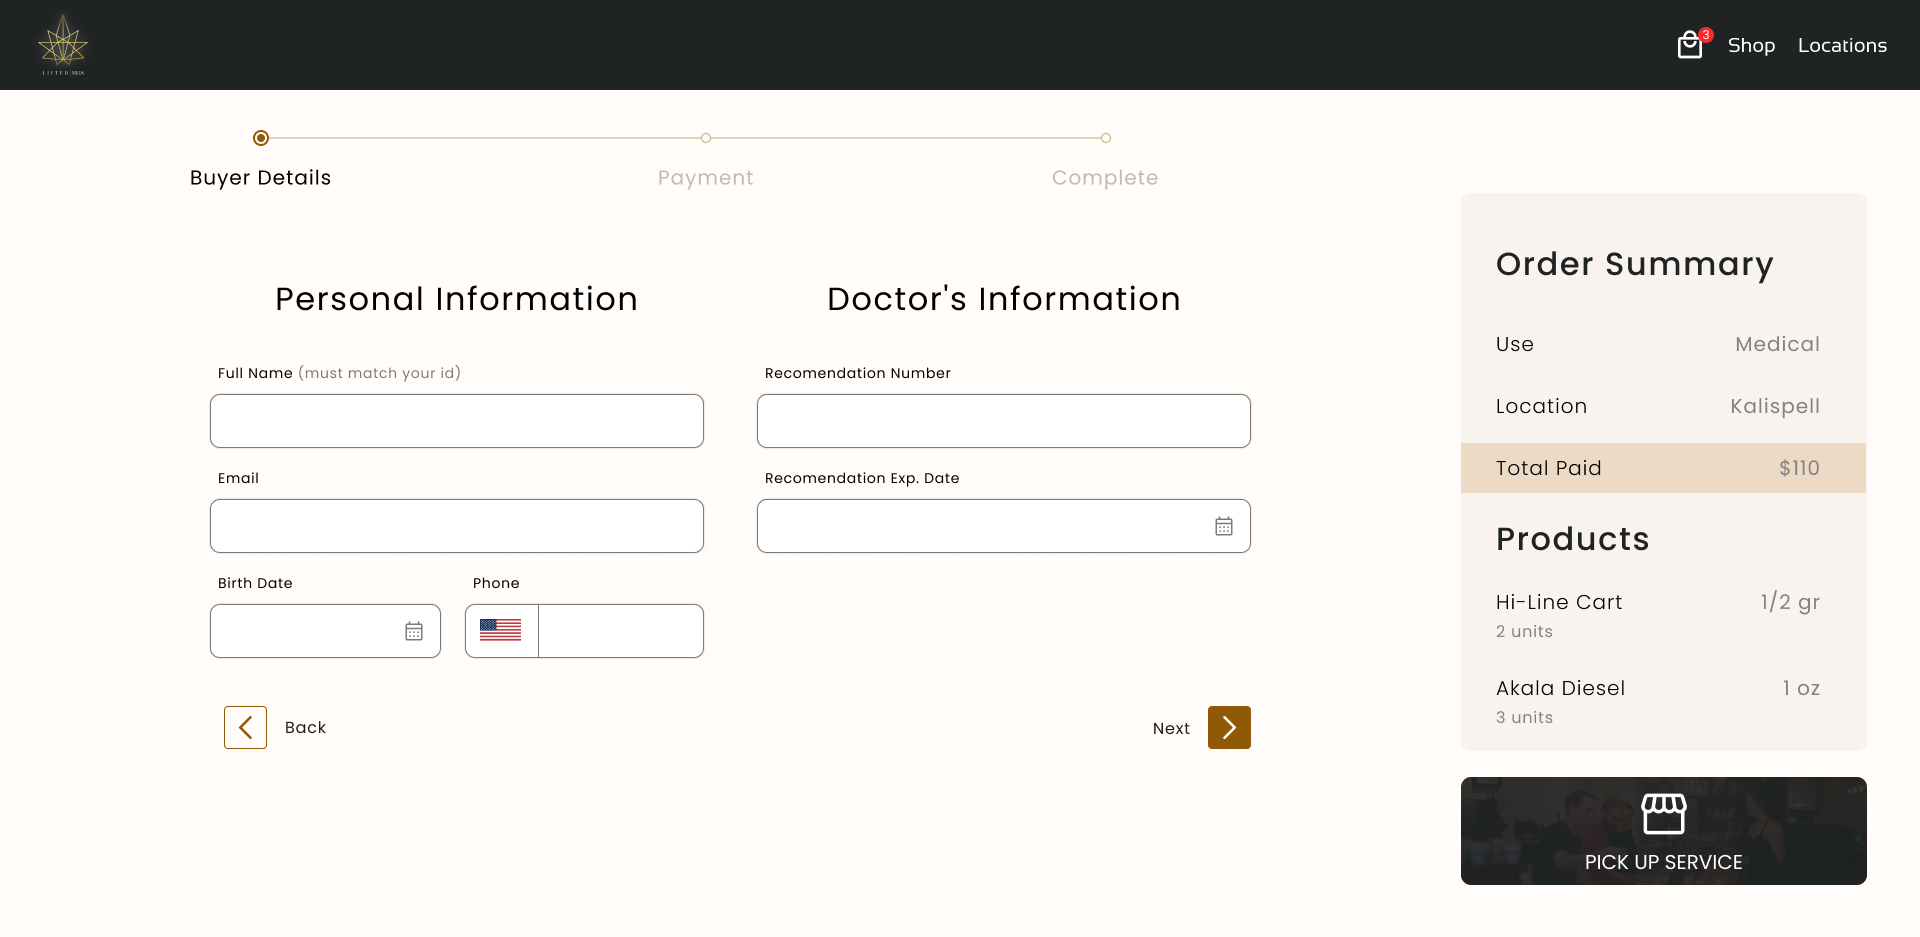 LIFTED MEDS
3
Shop
Locations
Buyer Details
Payment
Complete
Personal Information
Full Name (must match your id)
Email
Birth Date
Phone
Doctor's Information
Recomendation Number
Recomendation Exp. Date
Back
Next
Order Summary
Use Medical
Location Kalispell
Total Paid $110
Products
Hi-Line Cart 1/2 gr
2 units
Akala Diesel 1 oz
3 units
PICK UP SERVICE